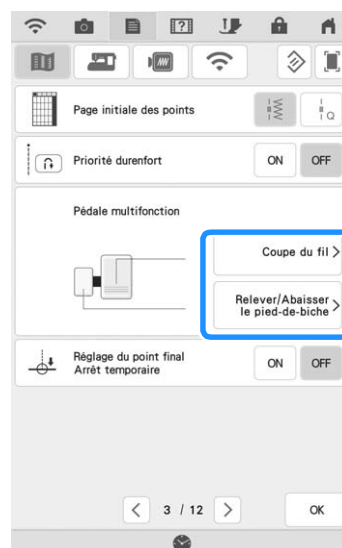 Page initiale des points
Q
Priorité durenfort
ON OFF
Pédale multifonction
Coupe du fil >
Relever/Abaisser
le pied-de-biche >
Réglage du point final
Arrêt temporaire
ON OFF
< 3 / 12 >
OK